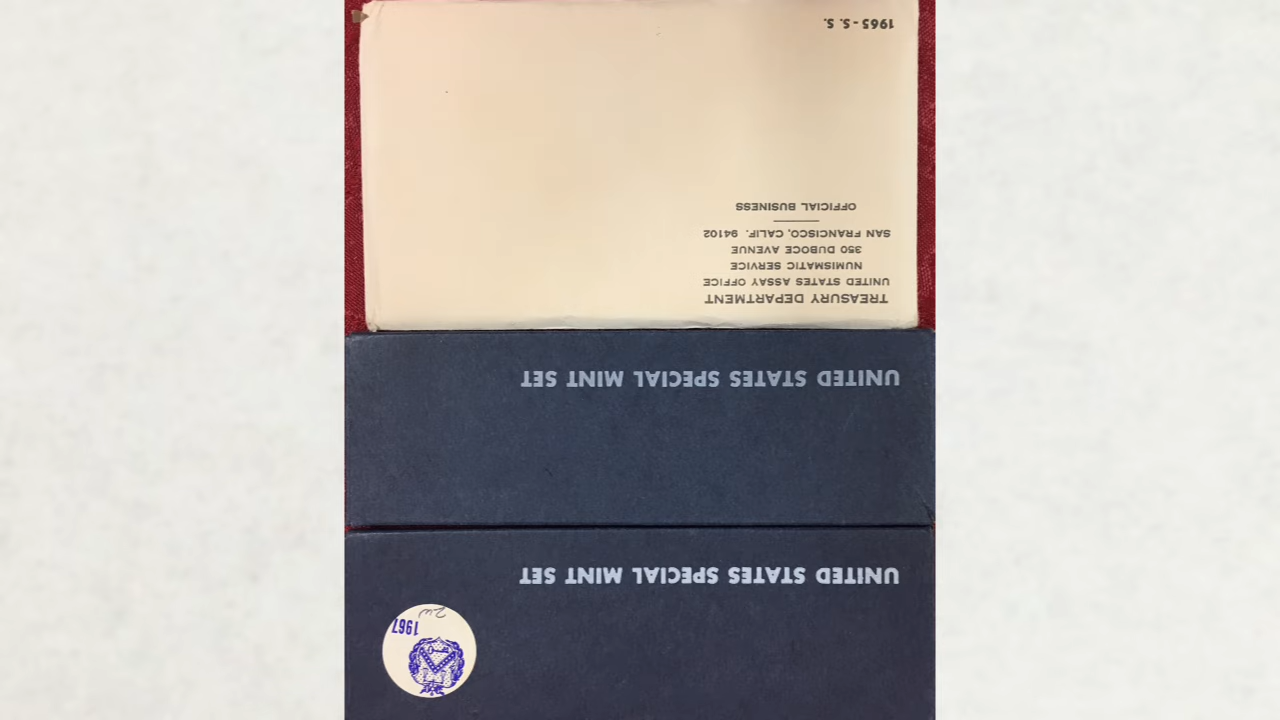 UNITED STATES SPECIAL MINT SET
1967
UNITED STATES SPECIAL MINT SET
TREASURY DEPARTMENT
UNITED STATES ASSAY OFFICE
NUMISMATIC SERVICE
350 DUBOCE AVENUE
SAN FRANCISCO, CALIF. 94102
OFFICIAL BUSINESS
1965 - S. S.